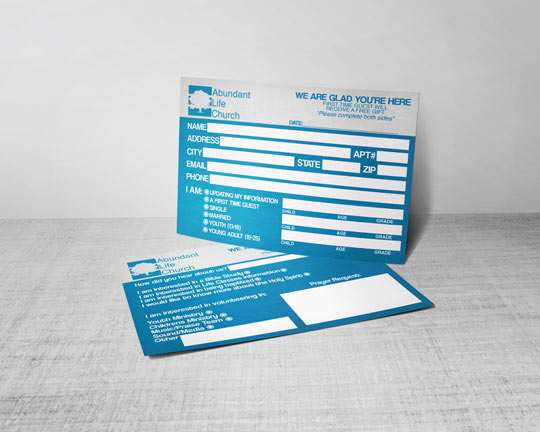 Abundant
Life
Church
WE ARE GLAD YOU'RE HERE
FIRST TIME GUEST WILL
RECEIVE A FREE GIFT
"Please complete both sides"
DATE:
NAME
ADDRESS
APT#
CITY
STATE
ZIP
EMAIL
PHONE
I AM:
UPDATING MY INFORMATION
A FIRST TIME GUEST
SINGLE
MARRIED
YOUTH (13-18)
YOUNG ADULT (19-25)
CHILD AGE GRADE
CHILD AGE GRADE
CHILD AGE GRADE
Abundant
Life
Church
WE
How did you hear about us?
I am interested in a Bible Study
I am interested in Life Classes Information
I am interested in being baptized
I would like to know more about the Holy Spirit
I am interested in volunteering in:
Youth Ministry
Childrens Ministry
Music/Praise Team
Sound/Media
Other
Prayer Request: